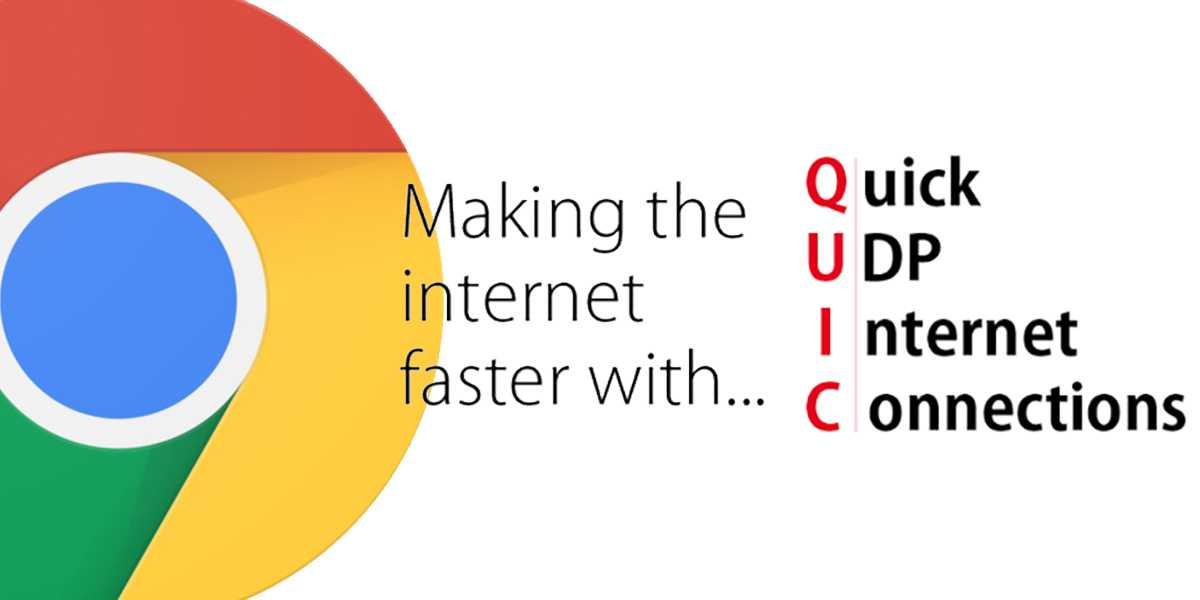 Making the
internet
faster with...
Quick
UDP
Internet
Connections